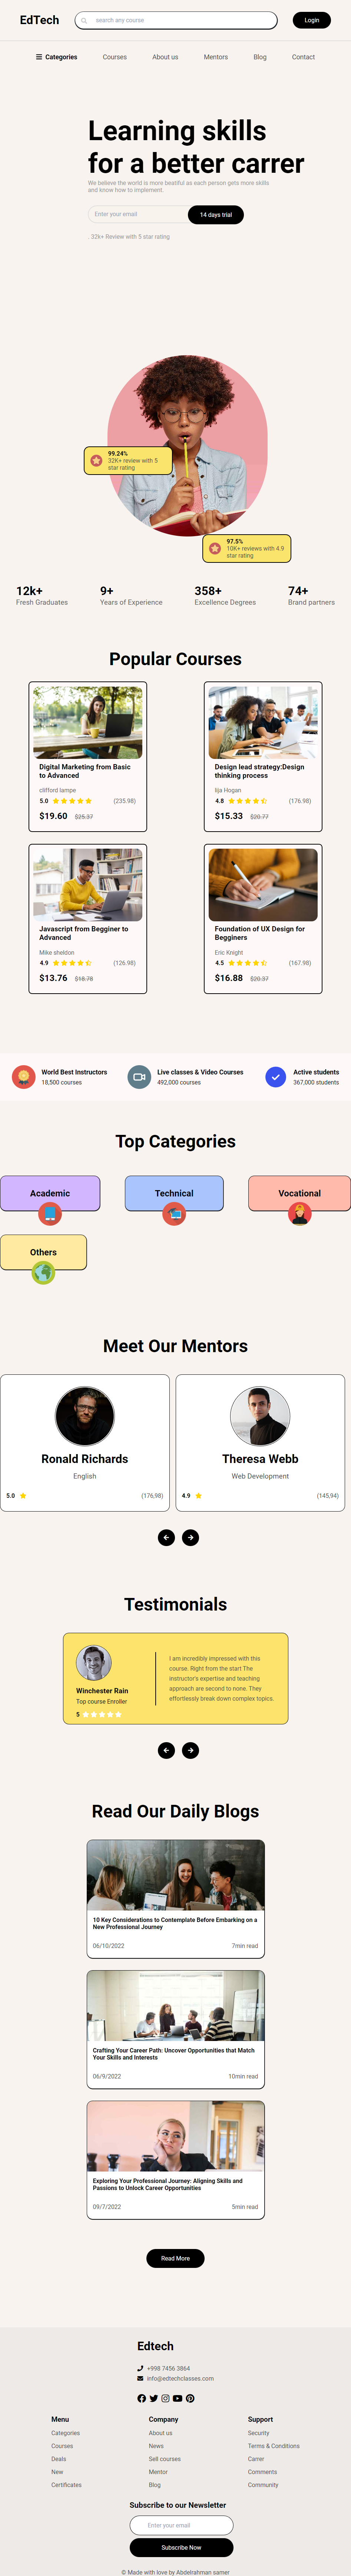 EdTech
search any course
Login
Categories
Courses
About us
Mentors
Blog
Contact
Learning skills
for a better carrer
We believe the world is more beatiful as each person gets more skills
and know how to implement.
Enter your email
14 days trial
. 32k+ Review with 5 star rating
99.24%
32K+ review with 5
star rating
97.5%
10K+ reviews with 4.9
star rating
12k+
Fresh Graduates
9+
Years of Experience
358+
Excellence Degrees
74+
Brand partners
Popular Courses
Digital Marketing from Basic
to Advanced
clifford lampe
5.0
(235.98)
$19.60
$25.37
Design lead strategy:Design
thinking process
lija Hogan
4.8
(176.98)
$15.33
$20.77
Javascript from Begginer to
Advanced
Mike sheldon
4.9
(126.98)
$13.76
$18.78
Foundation of UX Design for
Begginers
Eric Knight
4.5
(167.98)
$16.88
$20.37
World Best Instructors
18,500 courses
Live classes & Video Courses
492,000 courses
Active students
367,000 students
Top Categories
Academic
Technical
Vocational
Others
Meet Our Mentors
Ronald Richards
English
5.0
(176,98)
Theresa Webb
Web Development
4.9
(145,94)
Testimonials
Winchester Rain
Top course Enroller
5
I am incredibly impressed with this
course. Right from the start The
instructor's expertise and teaching
approach are second to none. They
effortlessly break down complex topics.
Read Our Daily Blogs
10 Key Considerations to Contemplate Before Embarking on a
New Professional Journey
06/10/2022
7min read
Crafting Your Career Path: Uncover Opportunities that Match
Your Skills and Interests
06/9/2022
10min read
Exploring Your Professional Journey: Aligning Skills and
Passions to Unlock Career Opportunities
09/7/2022
5min read
Read More
Edtech
+998 7456 3864
info@edtechclasses.com
Menu
Categories
Courses
Deals
New
Certificates
Company
About us
News
Sell courses
Mentor
Blog
Support
Security
Terms & Conditions
Carrer
Comments
Community
Subscribe to our Newsletter
Enter your email
Subscribe Now
© Made with love by Abdelrahman samer